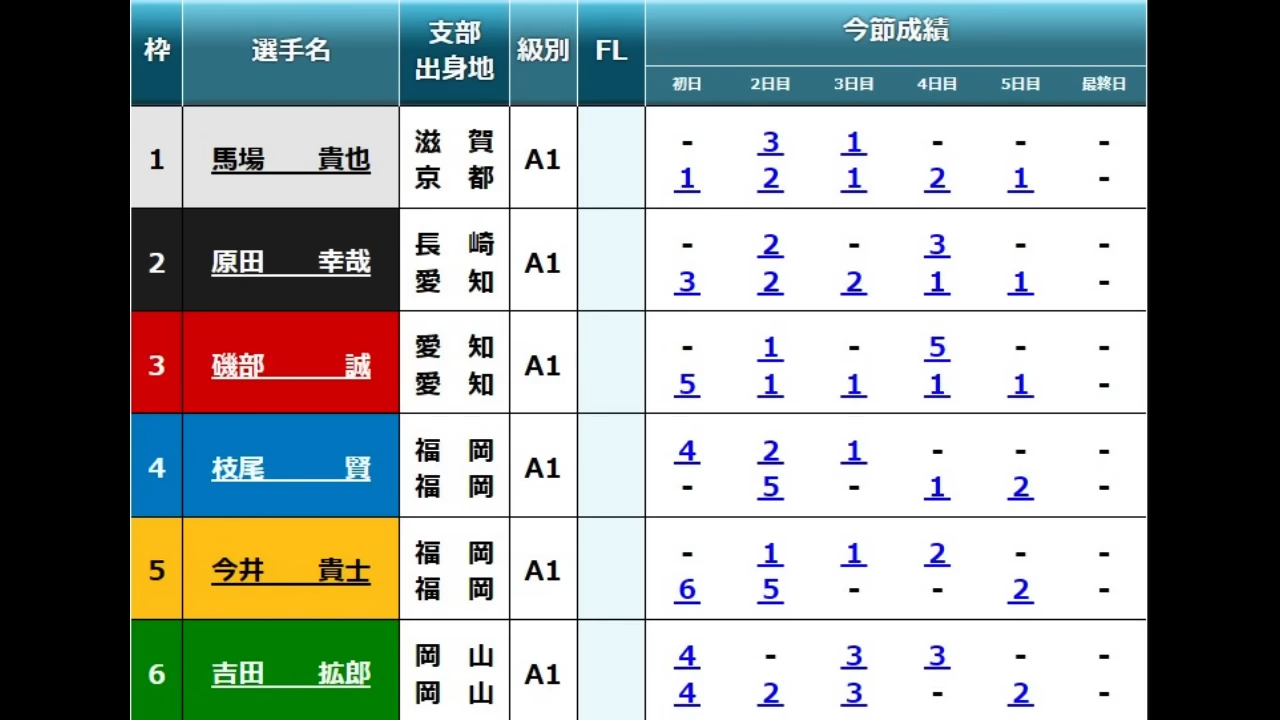 枠 選手名 支部 出身地 級別 FL 今節成績
初日 2日目 3日目 4日目 5日目 最終日
1 馬場 貴也 滋賀 A1 - 3 1 - - -
京都 1 2 1 2 1 -
2 原田 幸哉 長崎 A1 - 2 - 3 - -
愛知 3 2 2 1 1 -
3 磯部 誠 愛知 A1 - 1 - 5 - -
愛知 5 1 1 1 1 -
4 枝尾 賢 福岡 A1 4 2 1 - - -
福岡 - 5 - 1 2 -
5 今井 貴士 福岡 A1 - 1 1 2 - -
福岡 6 5 - - 2 -
6 吉田 拡郎 岡山 A1 4 - 3 3 - -
岡山 4 2 3 - 2 -